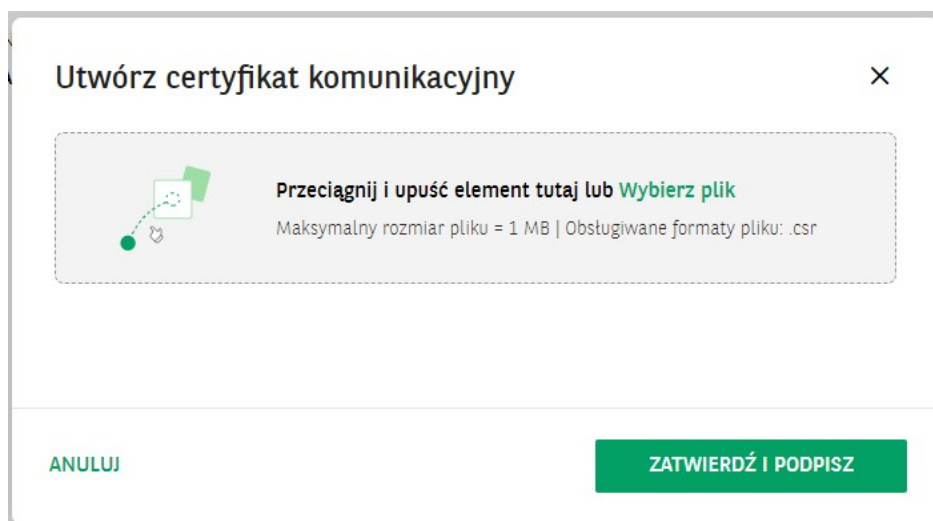 Utwórz certyfikat komunikacyjny
Przeciągnij i upuść element tutaj lub Wybierz plik
Maksymalny rozmiar pliku = 1 MB | Obsługiwane formaty pliku: .csr
ANULUJ
ZATWIERDŹ I PODPISZ